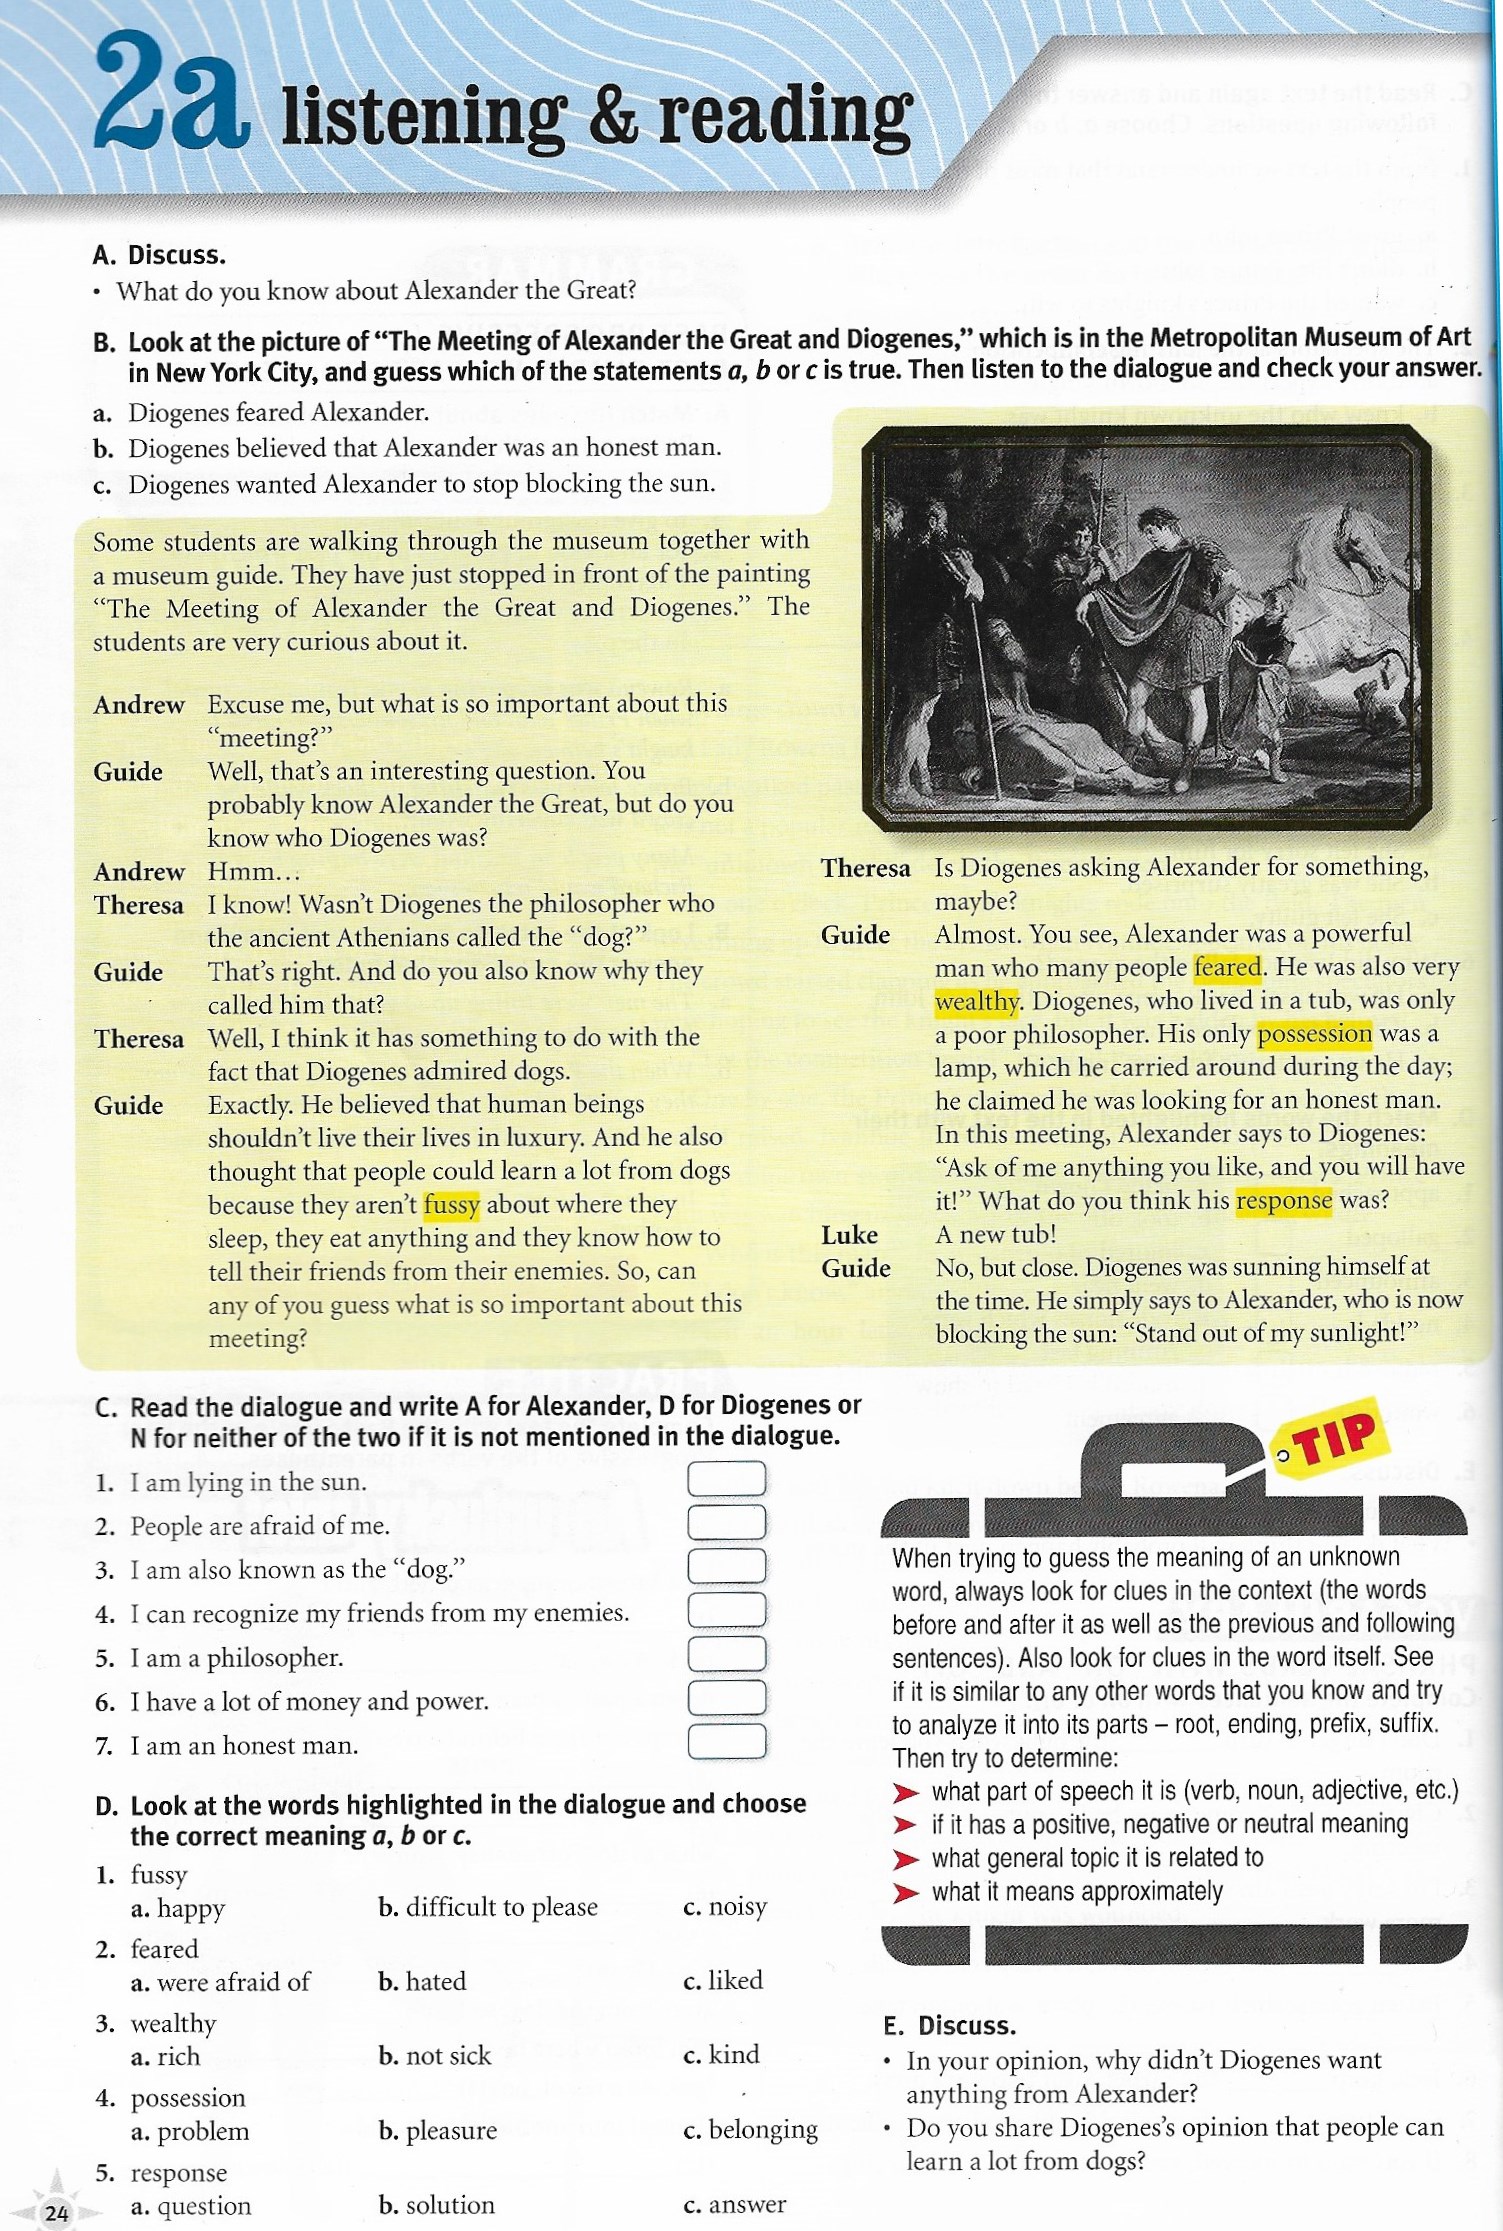 2a listening & reading
A. Discuss.
• What do you know about Alexander the Great?
B. Look at the picture of “The Meeting of Alexander the Great and Diogenes,” which is in the Metropolitan Museum of Art
in New York City, and guess which of the statements a, b or c is true. Then listen to the dialogue and check your answer.
a. Diogenes feared Alexander.
b. Diogenes believed that Alexander was an honest man.
c. Diogenes wanted Alexander to stop blocking the sun.
Some students are walking through the museum together with
a museum guide. They have just stopped in front of the painting
“The Meeting of Alexander the Great and Diogenes.” The
students are very curious about it.
Andrew Excuse me, but what is so important about this
“meeting?”
Guide Well, that’s an interesting question. You
probably know Alexander the Great, but do you
know who Diogenes was?
Andrew Hmm…
Theresa I know! Wasn’t Diogenes the philosopher who
the ancient Athenians called the “dog?”
Guide That’s right. And do you also know why they
called him that?
Theresa Well, I think it has something to do with the
fact that Diogenes admired dogs.
Guide Exactly. He believed that human beings
shouldn’t live their lives in luxury. And he also
thought that people could learn a lot from dogs
because they aren’t fussy about where they
sleep, they eat anything and they know how to
tell their friends from their enemies. So, can
any of you guess what is so important about this
meeting?
Theresa Is Diogenes asking Alexander for something,
maybe?
Guide Almost. You see, Alexander was a powerful
man who many people feared. He was also very
wealthy. Diogenes, who lived in a tub, was only
a poor philosopher. His only possession was a
lamp, which he carried around during the day;
he claimed he was looking for an honest man.
In this meeting, Alexander says to Diogenes:
“Ask of me anything you like, and you will have
it!” What do you think his response was?
Luke A new tub!
Guide No, but close. Diogenes was sunning himself at
the time. He simply says to Alexander, who is now
blocking the sun: “Stand out of my sunlight!”
C. Read the dialogue and write A for Alexander, D for Diogenes or
N for neither of the two if it is not mentioned in the dialogue.
1. I am lying in the sun.
2. People are afraid of me.
3. I am also known as the “dog.”
4. I can recognize my friends from my enemies.
5. I am a philosopher.
6. I have a lot of money and power.
7. I am an honest man.
D. Look at the words highlighted in the dialogue and choose
the correct meaning a, b or c.
1. fussy
a. happy b. difficult to please c. noisy
2. feared
a. were afraid of b. hated c. liked
3. wealthy
a. rich b. not sick c. kind
4. possession
a. problem b. pleasure c. belonging
5. response
a. question b. solution c. answer
TIP
When trying to guess the meaning of an unknown
word, always look for clues in the context (the words
before and after it as well as the previous and following
sentences). Also look for clues in the word itself. See
if it is similar to any other words that you know and try
to analyze it into its parts – root, ending, prefix, suffix.
Then try to determine:
➤ what part of speech it is (verb, noun, adjective, etc.)
➤ if it has a positive, negative or neutral meaning
➤ what general topic it is related to
➤ what it means approximately
E. Discuss.
• In your opinion, why didn’t Diogenes want
anything from Alexander?
• Do you share Diogenes’s opinion that people can
learn a lot from dogs?
24